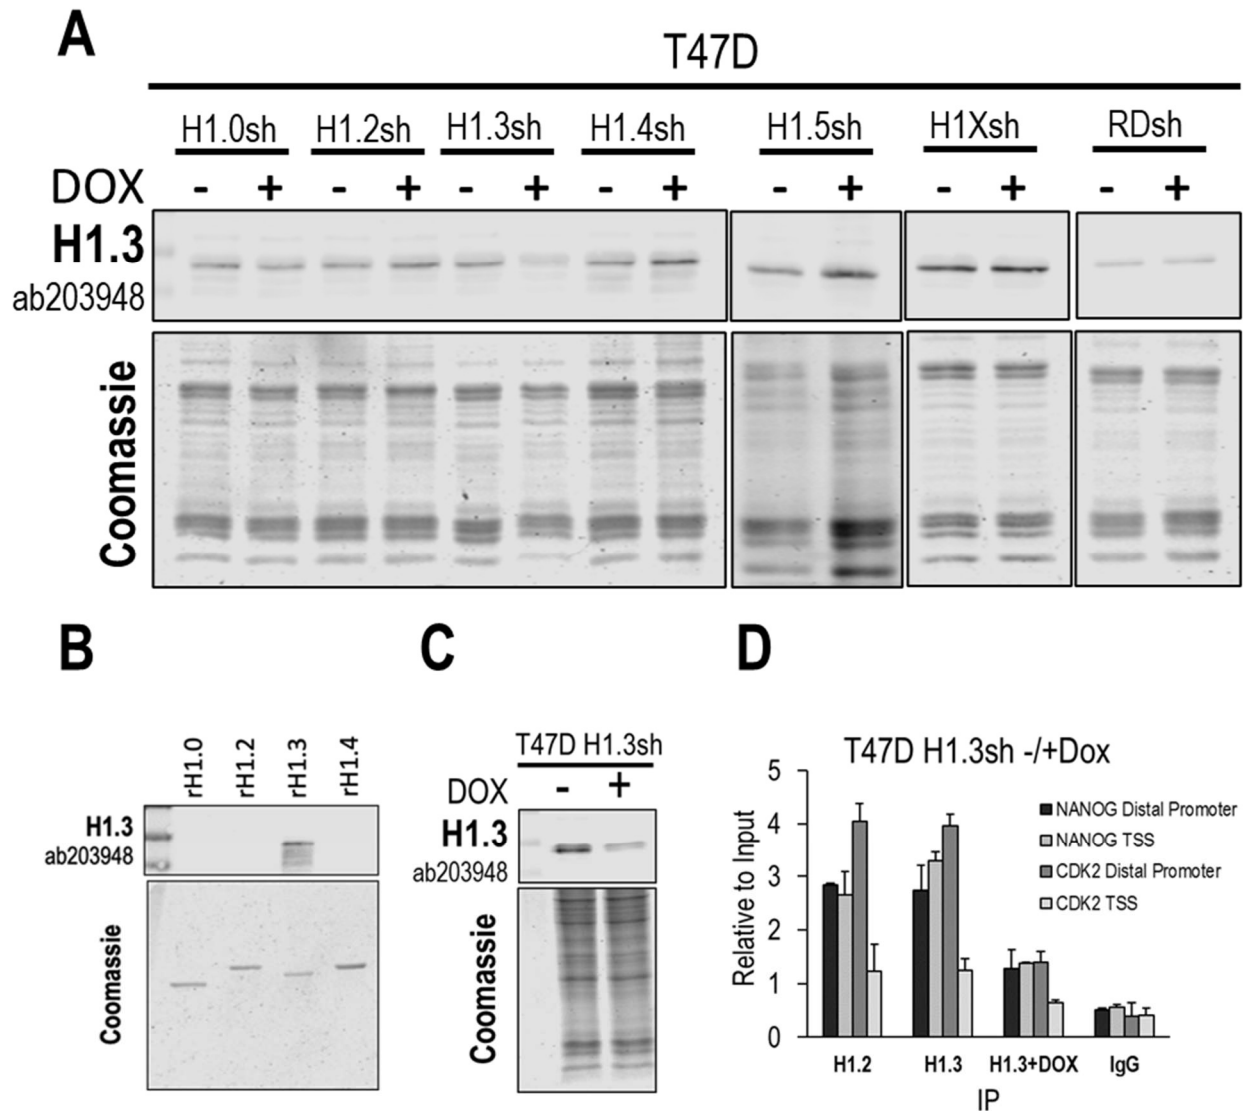 A
T47D
H1.0sh H1.2sh H1.3sh H1.4sh H1.5sh H1Xsh RDsh
DOX - + - + - + - + - + - + - +
H1.3
ab203948
Coomassie
B
rH1.0 rH1.2 rH1.3 rH1.4
H1.3
ab203948
Coomassie
C
T47D H1.3sh
DOX - +
H1.3
ab203948
Coomassie
D
T47D H1.3sh -/+Dox
Relative to Input
5
4
3
2
1
0
NANOG Distal Promoter
NANOG TSS
CDK2 Distal Promoter
CDK2 TSS
H1.2 H1.3 H1.3+DOX IgG
IP